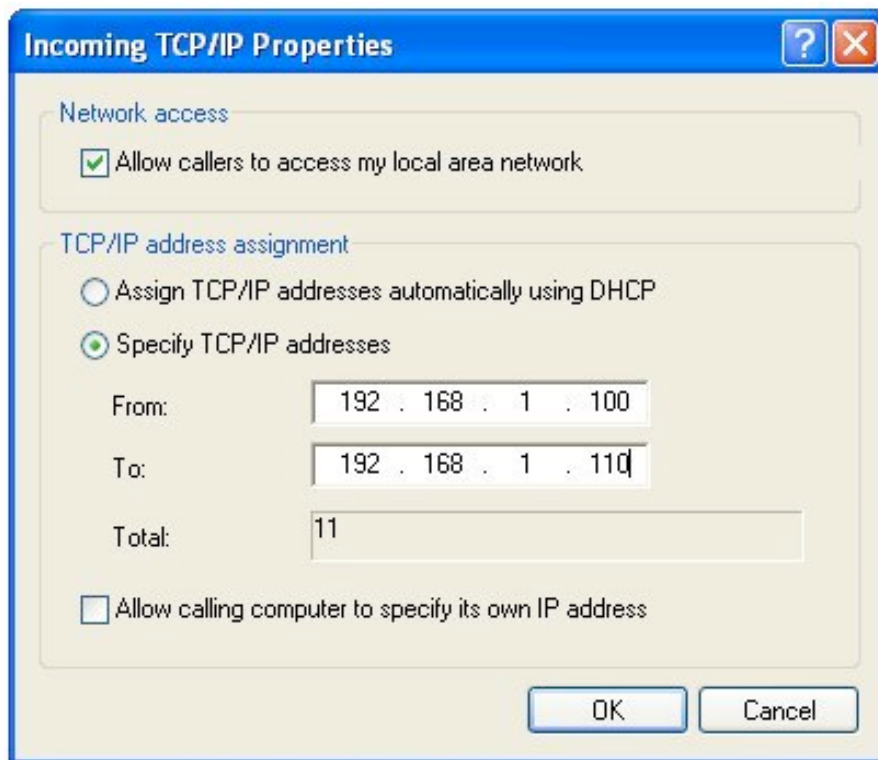 Incoming TCP/IP Properties
Network access
Allow callers to access my local area network
TCP/IP address assignment
Assign TCP/IP addresses automatically using DHCP
Specify TCP/IP addresses
From: 192 . 168 . 1 . 100
To: 192 . 168 . 1 . 110
Total: 11
Allow calling computer to specify its own IP address
OK Cancel